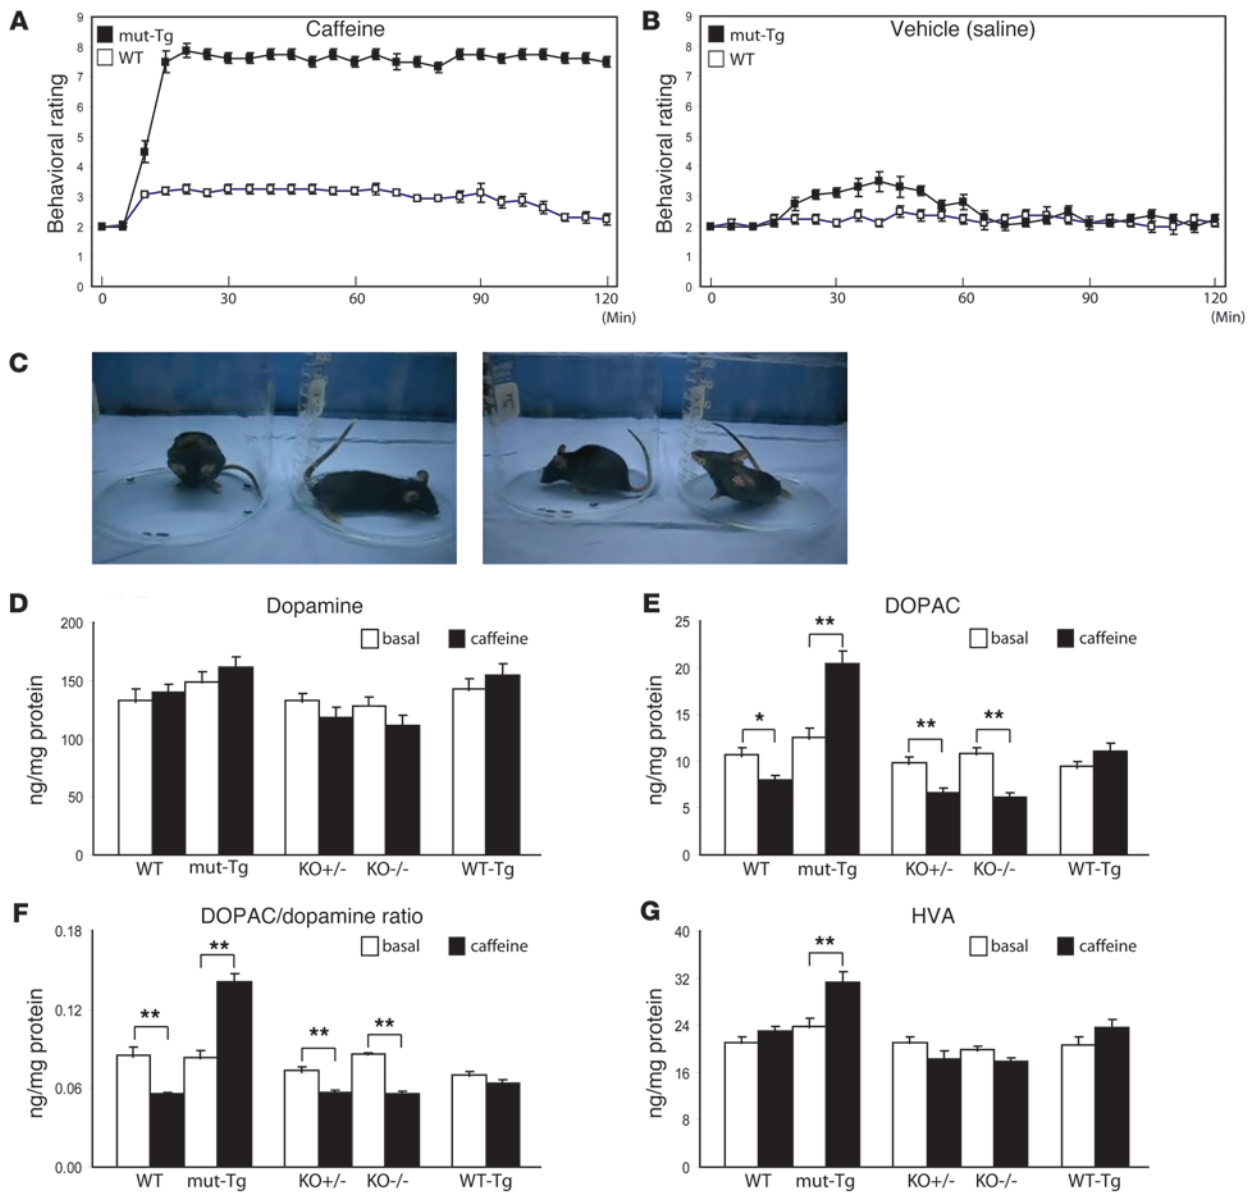 A
Caffeine
mut-Tg
WT
Behavioral rating
9
8
7
6
5
4
3
2
1
0
0 30 60 90 120
(Min)
B
Vehicle (saline)
mut-Tg
WT
Behavioral rating
9
8
7
6
5
4
3
2
1
0
0 30 60 90 120
(Min)
C
D
Dopamine
basal caffeine
ng/mg protein
200
150
100
50
0
WT mut-Tg KO+/- KO-/- WT-Tg
E
DOPAC
basal caffeine
ng/mg protein
25
20
15
10
5
0
* ** ** **
WT mut-Tg KO+/- KO-/- WT-Tg
F
DOPAC/dopamine ratio
basal caffeine
ng/mg protein
0.18
0.12
0.06
0.00
** ** ** **
WT mut-Tg KO+/- KO-/- WT-Tg
G
HVA
basal caffeine
ng/mg protein
40
32
24
16
8
0
**
WT mut-Tg KO+/- KO-/- WT-Tg